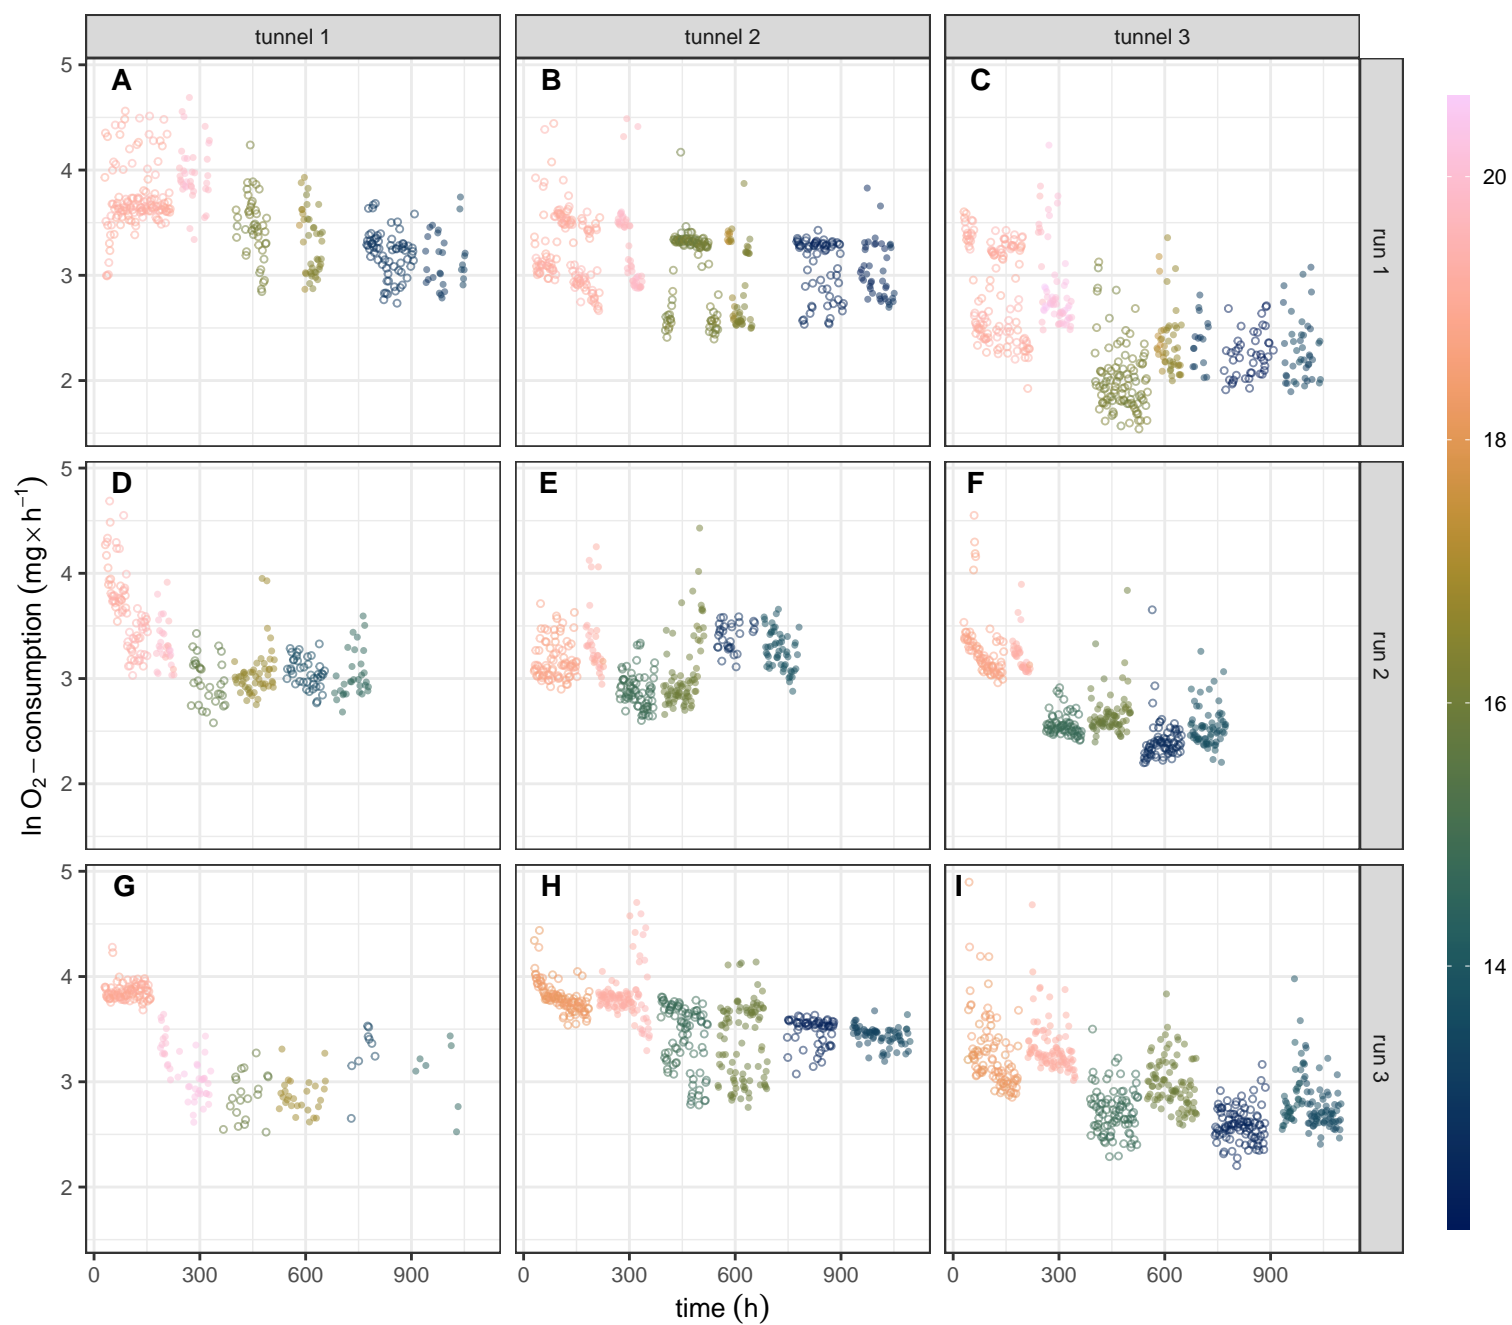 tunnel 1 tunnel 2 tunnel 3
5 A B C
4
3
2
run 1
20
18
16
14
5 D E F
4
3
2
run 2
ln O₂ − consumption (mg × h⁻¹)
5 G H I
4
3
2
run 3
0 300 600 900 0 300 600 900 0 300 600 900
time (h)